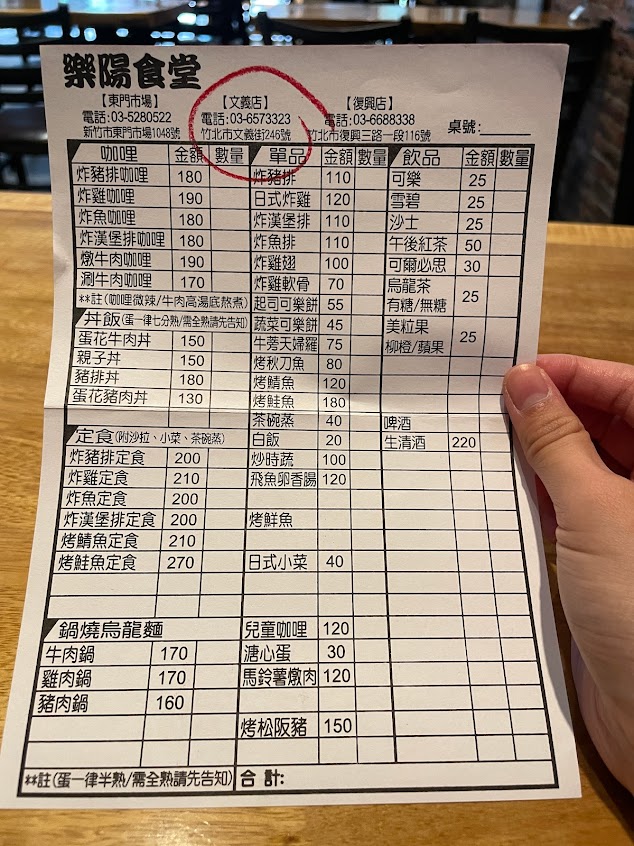 樂陽食堂
【東門市場】 【文義店】 【復興店】
電話:03-5280522 電話:03-6573323 電話:03-6688338
新竹市東門市場1048號 竹北市文義街246號 竹北市復興三路一段116號 桌號:
咖哩 金額 數量 單品 金額 數量 飲品 金額 數量
炸豬排咖哩 180 炸豬排 110 可樂 25
炸雞咖哩 190 日式炸雞 120 雪碧 25
炸魚咖哩 180 炸漢堡排 110 沙士 25
炸漢堡排咖哩 180 炸魚排 110 午後紅茶 50
燉牛肉咖哩 190 炸雞翅 100 可爾必思 30
涮牛肉咖哩 170 炸雞軟骨 70 烏龍茶 有糖/無糖 25
**註(咖哩微辣/牛肉高湯底熬煮) 起司可樂餅 55
丼飯(蛋一律七分熟/需全熟請先告知) 蔬菜可樂餅 45 美粒果 柳橙/蘋果 25
蛋花牛肉丼 150 牛蒡天婦羅 75
親子丼 150 烤秋刀魚 80
豬排丼 180 烤鯖魚 120
蛋花豬肉丼 130 烤鮭魚 180
茶碗蒸 40 啤酒
定食(附沙拉、小菜、茶碗蒸) 白飯 20 生清酒 220
炸豬排定食 200 炒時蔬 100
炸雞定食 210 飛魚卵香腸 120
炸魚定食 200
炸漢堡排定食 200 烤鮮魚
烤鯖魚定食 210
烤鮭魚定食 270 日式小菜 40
鍋燒烏龍麵 兒童咖哩 120
牛肉鍋 170 溏心蛋 30
雞肉鍋 170 馬鈴薯燉肉 120
豬肉鍋 160
烤松阪豬 150
**註(蛋一律半熟/需全熟請先告知) 合計: